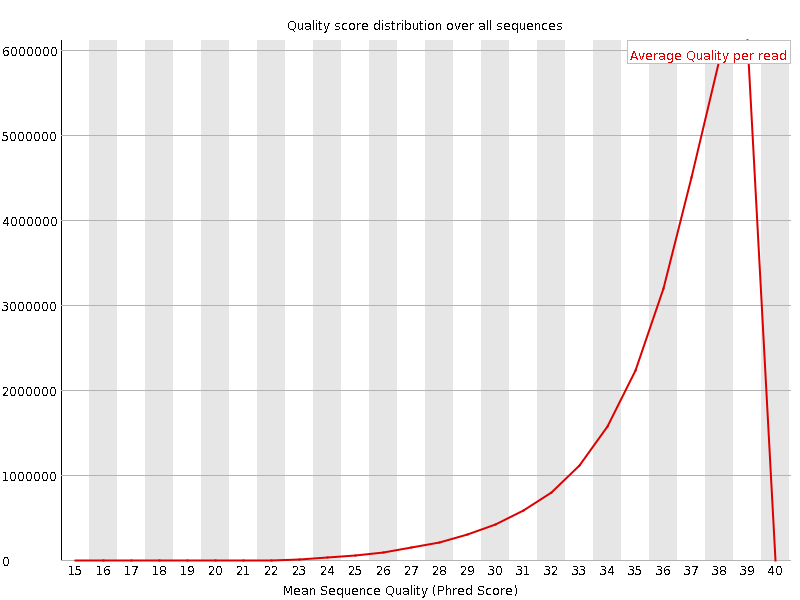 Quality score distribution over all sequences
Average Quality per read
6000000
5000000
4000000
3000000
2000000
1000000
0
15 16 17 18 19 20 21 22 23 24 25 26 27 28 29 30 31 32 33 34 35 36 37 38 39 40
Mean Sequence Quality (Phred Score)